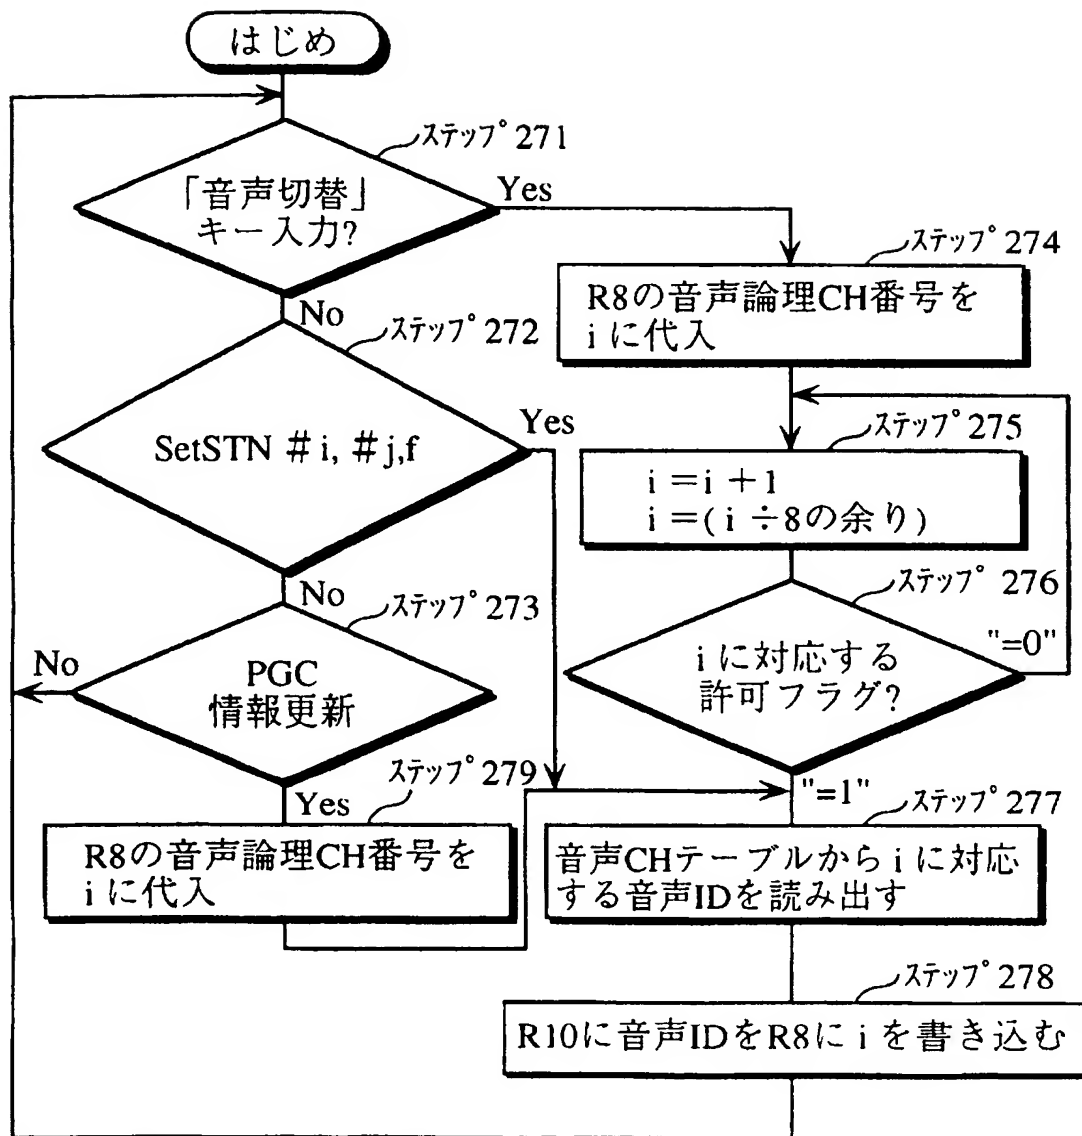 はじめ
ステップ271
「音声切替」
キー入力?
Yes
No
ステップ272
SetSTN #i, #j,f
Yes
No
ステップ273
PGC
情報更新
No
Yes
ステップ279
R8の音声論理CH番号を
iに代入
ステップ274
R8の音声論理CH番号を
iに代入
ステップ275
i=i+1
i=(i÷8の余り)
ステップ276
iに対応する
許可フラグ?
"=0"
"=1"
ステップ277
音声CHテーブルからiに対応
する音声IDを読み出す
ステップ278
R10に音声IDをR8にiを書き込む